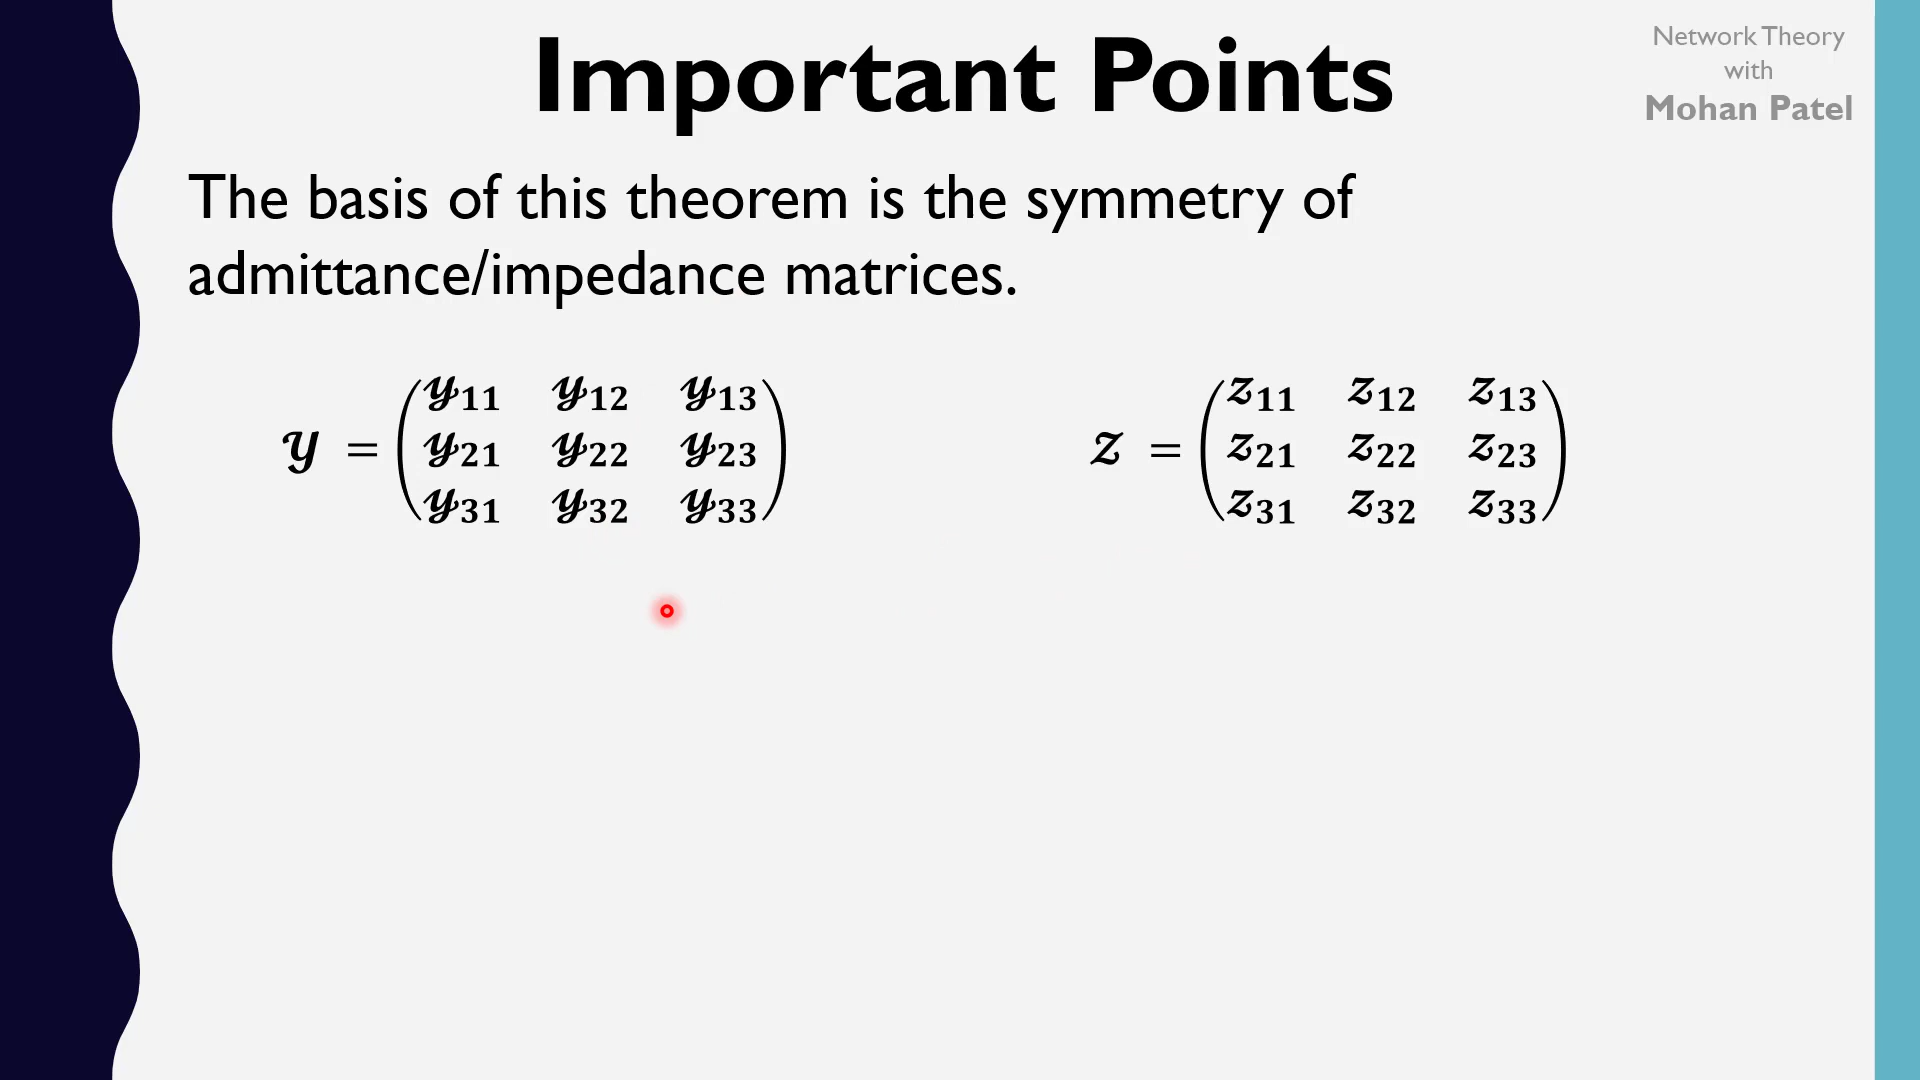 Important Points
Network Theory
with
Mohan Patel
The basis of this theorem is the symmetry of
admittance/impedance matrices.
𝓨 = (𝔂₁₁ 𝔂₁₂ 𝔂₁₃
𝔂₂₁ 𝔂₂₂ 𝔂₂₃
𝔂₃₁ 𝔂₃₂ 𝔂₃₃)
𝓩 = (𝔃₁₁ 𝔃₁₂ 𝔃₁₃
𝔃₂₁ 𝔃₂₂ 𝔃₂₃
𝔃₃₁ 𝔃₃₂ 𝔃₃₃)